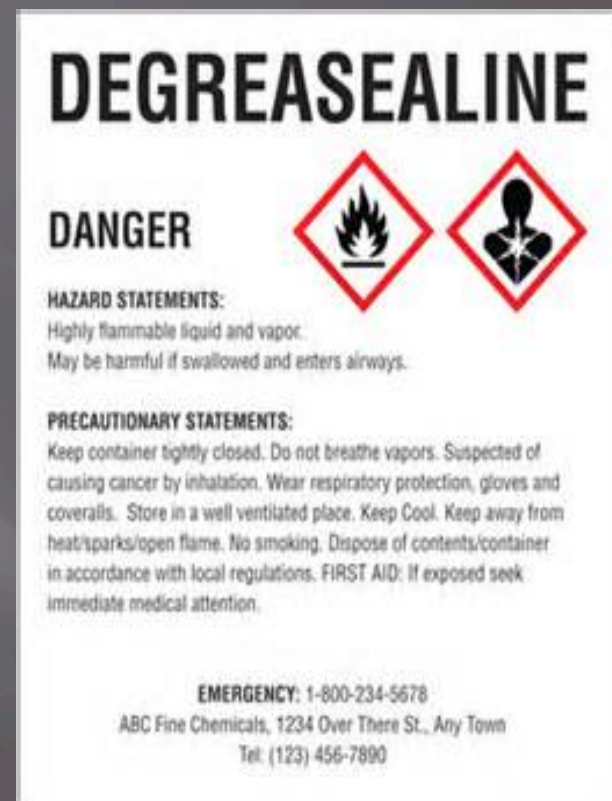 DEGREASEALINE
DANGER
HAZARD STATEMENTS:
Highly flammable liquid and vapor.
May be harmful if swallowed and enters airways.
PRECAUTIONARY STATEMENTS:
Keep container tightly closed. Do not breathe vapors. Suspected of
causing cancer by inhalation. Wear respiratory protection, gloves and
coveralls. Store in a well ventilated place. Keep Cool. Keep away from
heat/sparks/open flame. No smoking. Dispose of contents/container
in accordance with local regulations. FIRST AID: If exposed seek
immediate medical attention.
EMERGENCY: 1-800-234-5678
ABC Fine Chemicals, 1234 Over There St., Any Town
Tel: (123) 456-7890